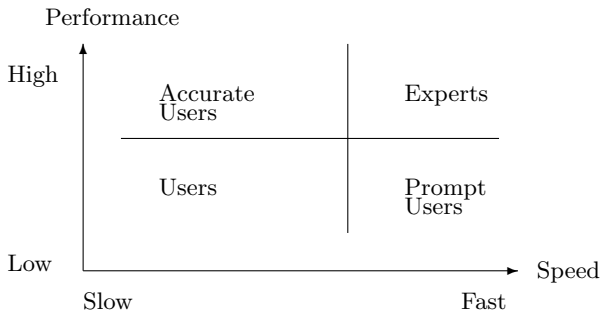 Performance
High
Accurate
Users
Experts
Users
Prompt
Users
Low
Speed
Slow
Fast